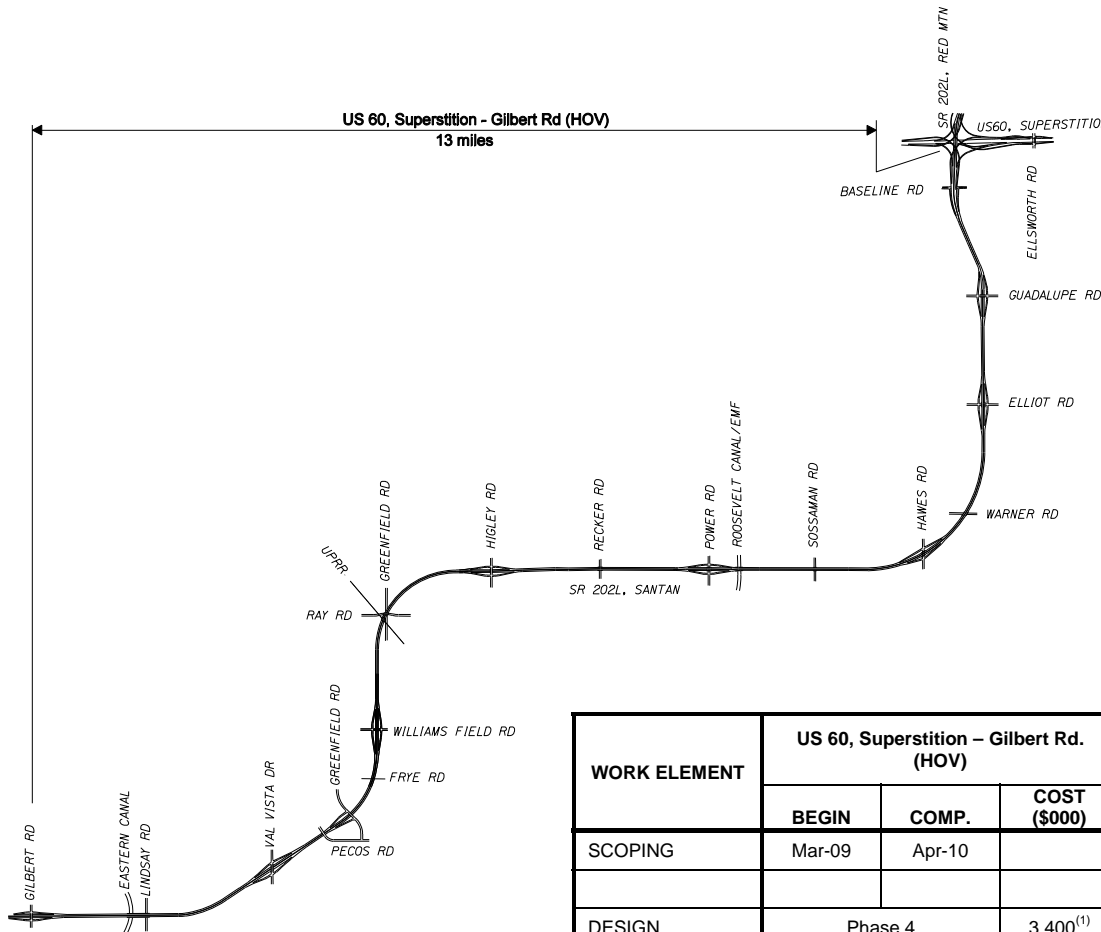 US 60, Superstition - Gilbert Rd (HOV)
13 miles
SR 202L, RED MTN
US60, SUPERSTITIO
BASELINE RD
ELLSWORTH RD
GUADALUPE RD
ELLIOT RD
WARNER RD
HAWES RD
SOSSAMAN RD
ROOSEVELT CANAL/EMF
POWER RD
RECKER RD
HIGLEY RD
GREENFIELD RD
UPRR
SR 202L, SANTAN
RAY RD
WILLIAMS FIELD RD
GREENFIELD RD
FRYE RD
VAL VISTA DR
PECOS RD
LINDSAY RD
EASTERN CANAL
GILBERT RD
WORK ELEMENT
US 60, Superstition – Gilbert Rd.
(HOV)
BEGIN
COMP.
COST
($000)
SCOPING Mar-09 Apr-10
DESIGN Phase 4 3,400(1)